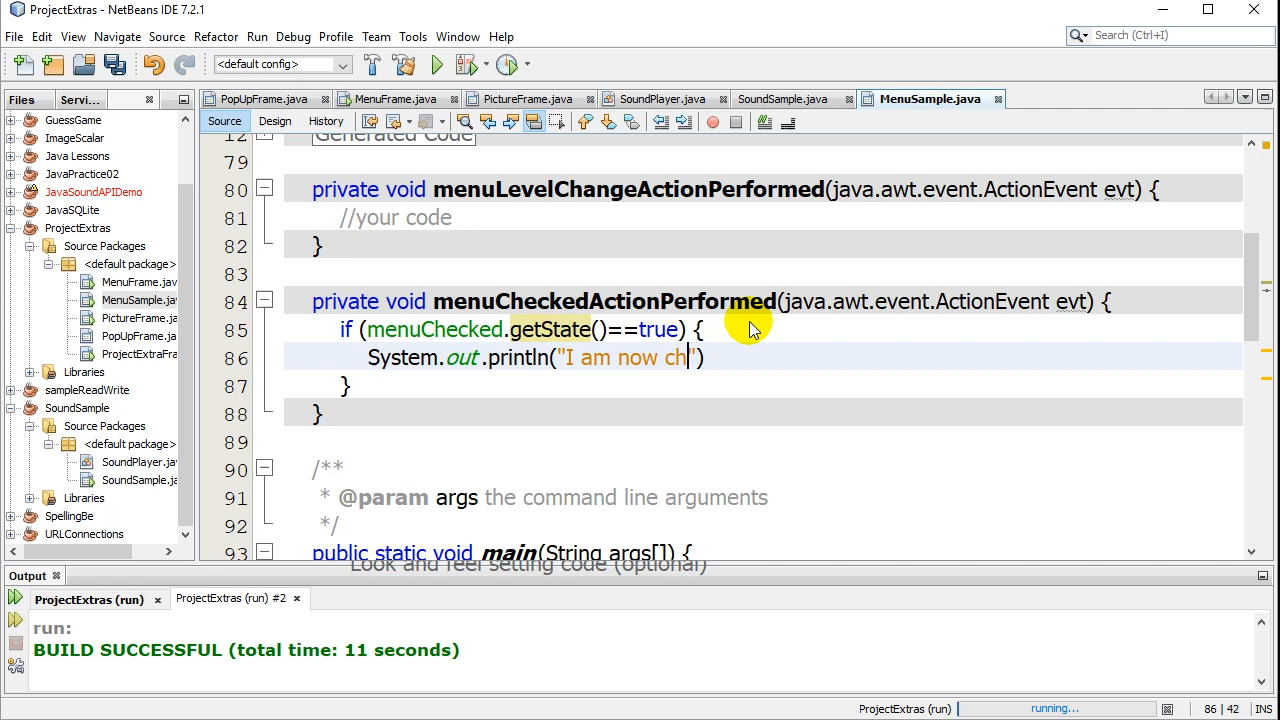 ProjectExtras - NetBeans IDE 7.2.1
File Edit View Navigate Source Refactor Run Debug Profile Team Tools Window Help
Search (Ctrl+I)
<default config>
Files Servi...
PopUpFrame.java MenuFrame.java PictureFrame.java SoundPlayer.java SoundSample.java MenuSample.java
Source Design History
GuessGame
ImageScalar
Java Lessons
JavaPractice02
JavaSoundAPIDemo
JavaSQLite
ProjectExtras
Source Packages
<default package>
MenuFrame.jav
MenuSample.ja
PictureFrame.ja
PopUpFrame.ja
ProjectExtraFra
Libraries
sampleReadWrite
SoundSample
Source Packages
<default package>
SoundPlayer.ja
SoundSample.ja
Libraries
SpellingBe
URLConnections
12 Generated Code
79
80 private void menuLevelChangeActionPerformed(java.awt.event.ActionEvent evt) {
81 //your code
82 }
83
84 private void menuCheckedActionPerformed(java.awt.event.ActionEvent evt) {
85 if (menuChecked.getState()==true) {
86 System.out.println("I am now ch")
87 }
88 }
89
90 /**
91 * @param args the command line arguments
92 */
93 public static void main(String args[]) {
Look and feel setting code (optional)
Output
ProjectExtras (run) ProjectExtras (run) #2
run:
BUILD SUCCESSFUL (total time: 11 seconds)
ProjectExtras (run) running... 86 | 42 INS